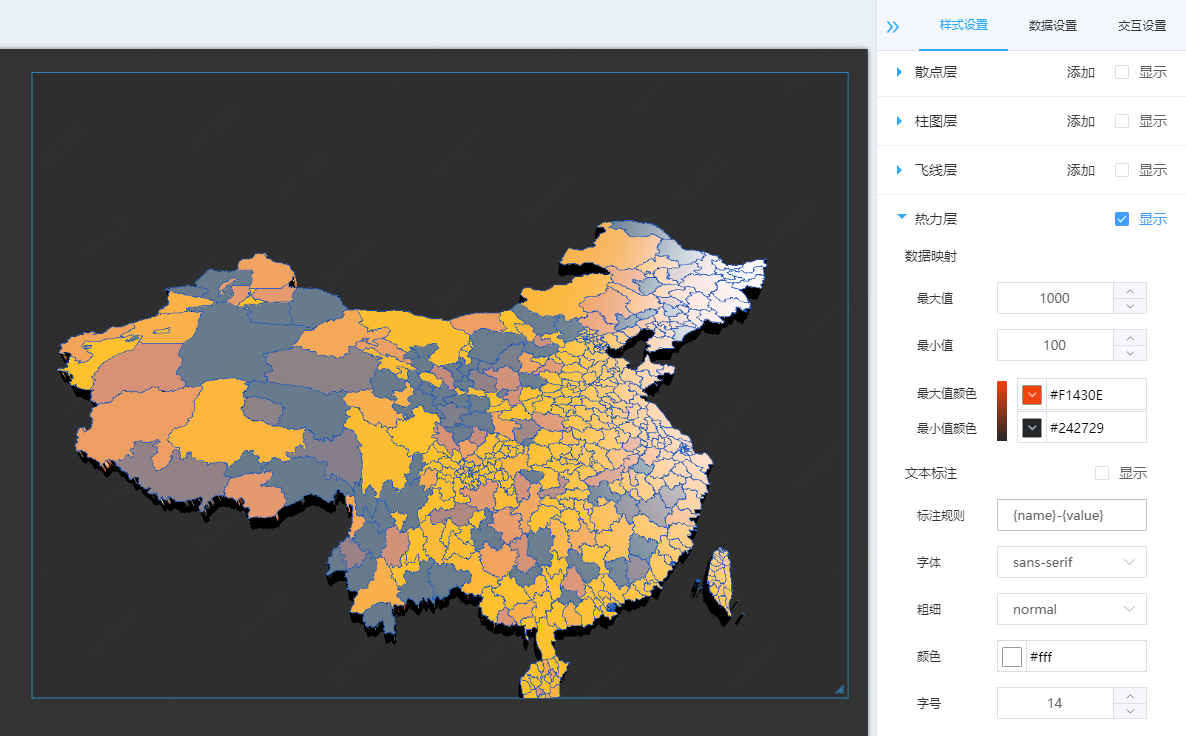 样式设置 数据设置 交互设置
散点层 添加 显示
柱图层 添加 显示
飞线层 添加 显示
热力层 显示
数据映射
最大值 1000
最小值 100
最大值颜色 #F1430E
最小值颜色 #242729
文本标注 显示
标注规则 {name}-{value}
字体 sans-serif
粗细 normal
颜色 #fff
字号 14